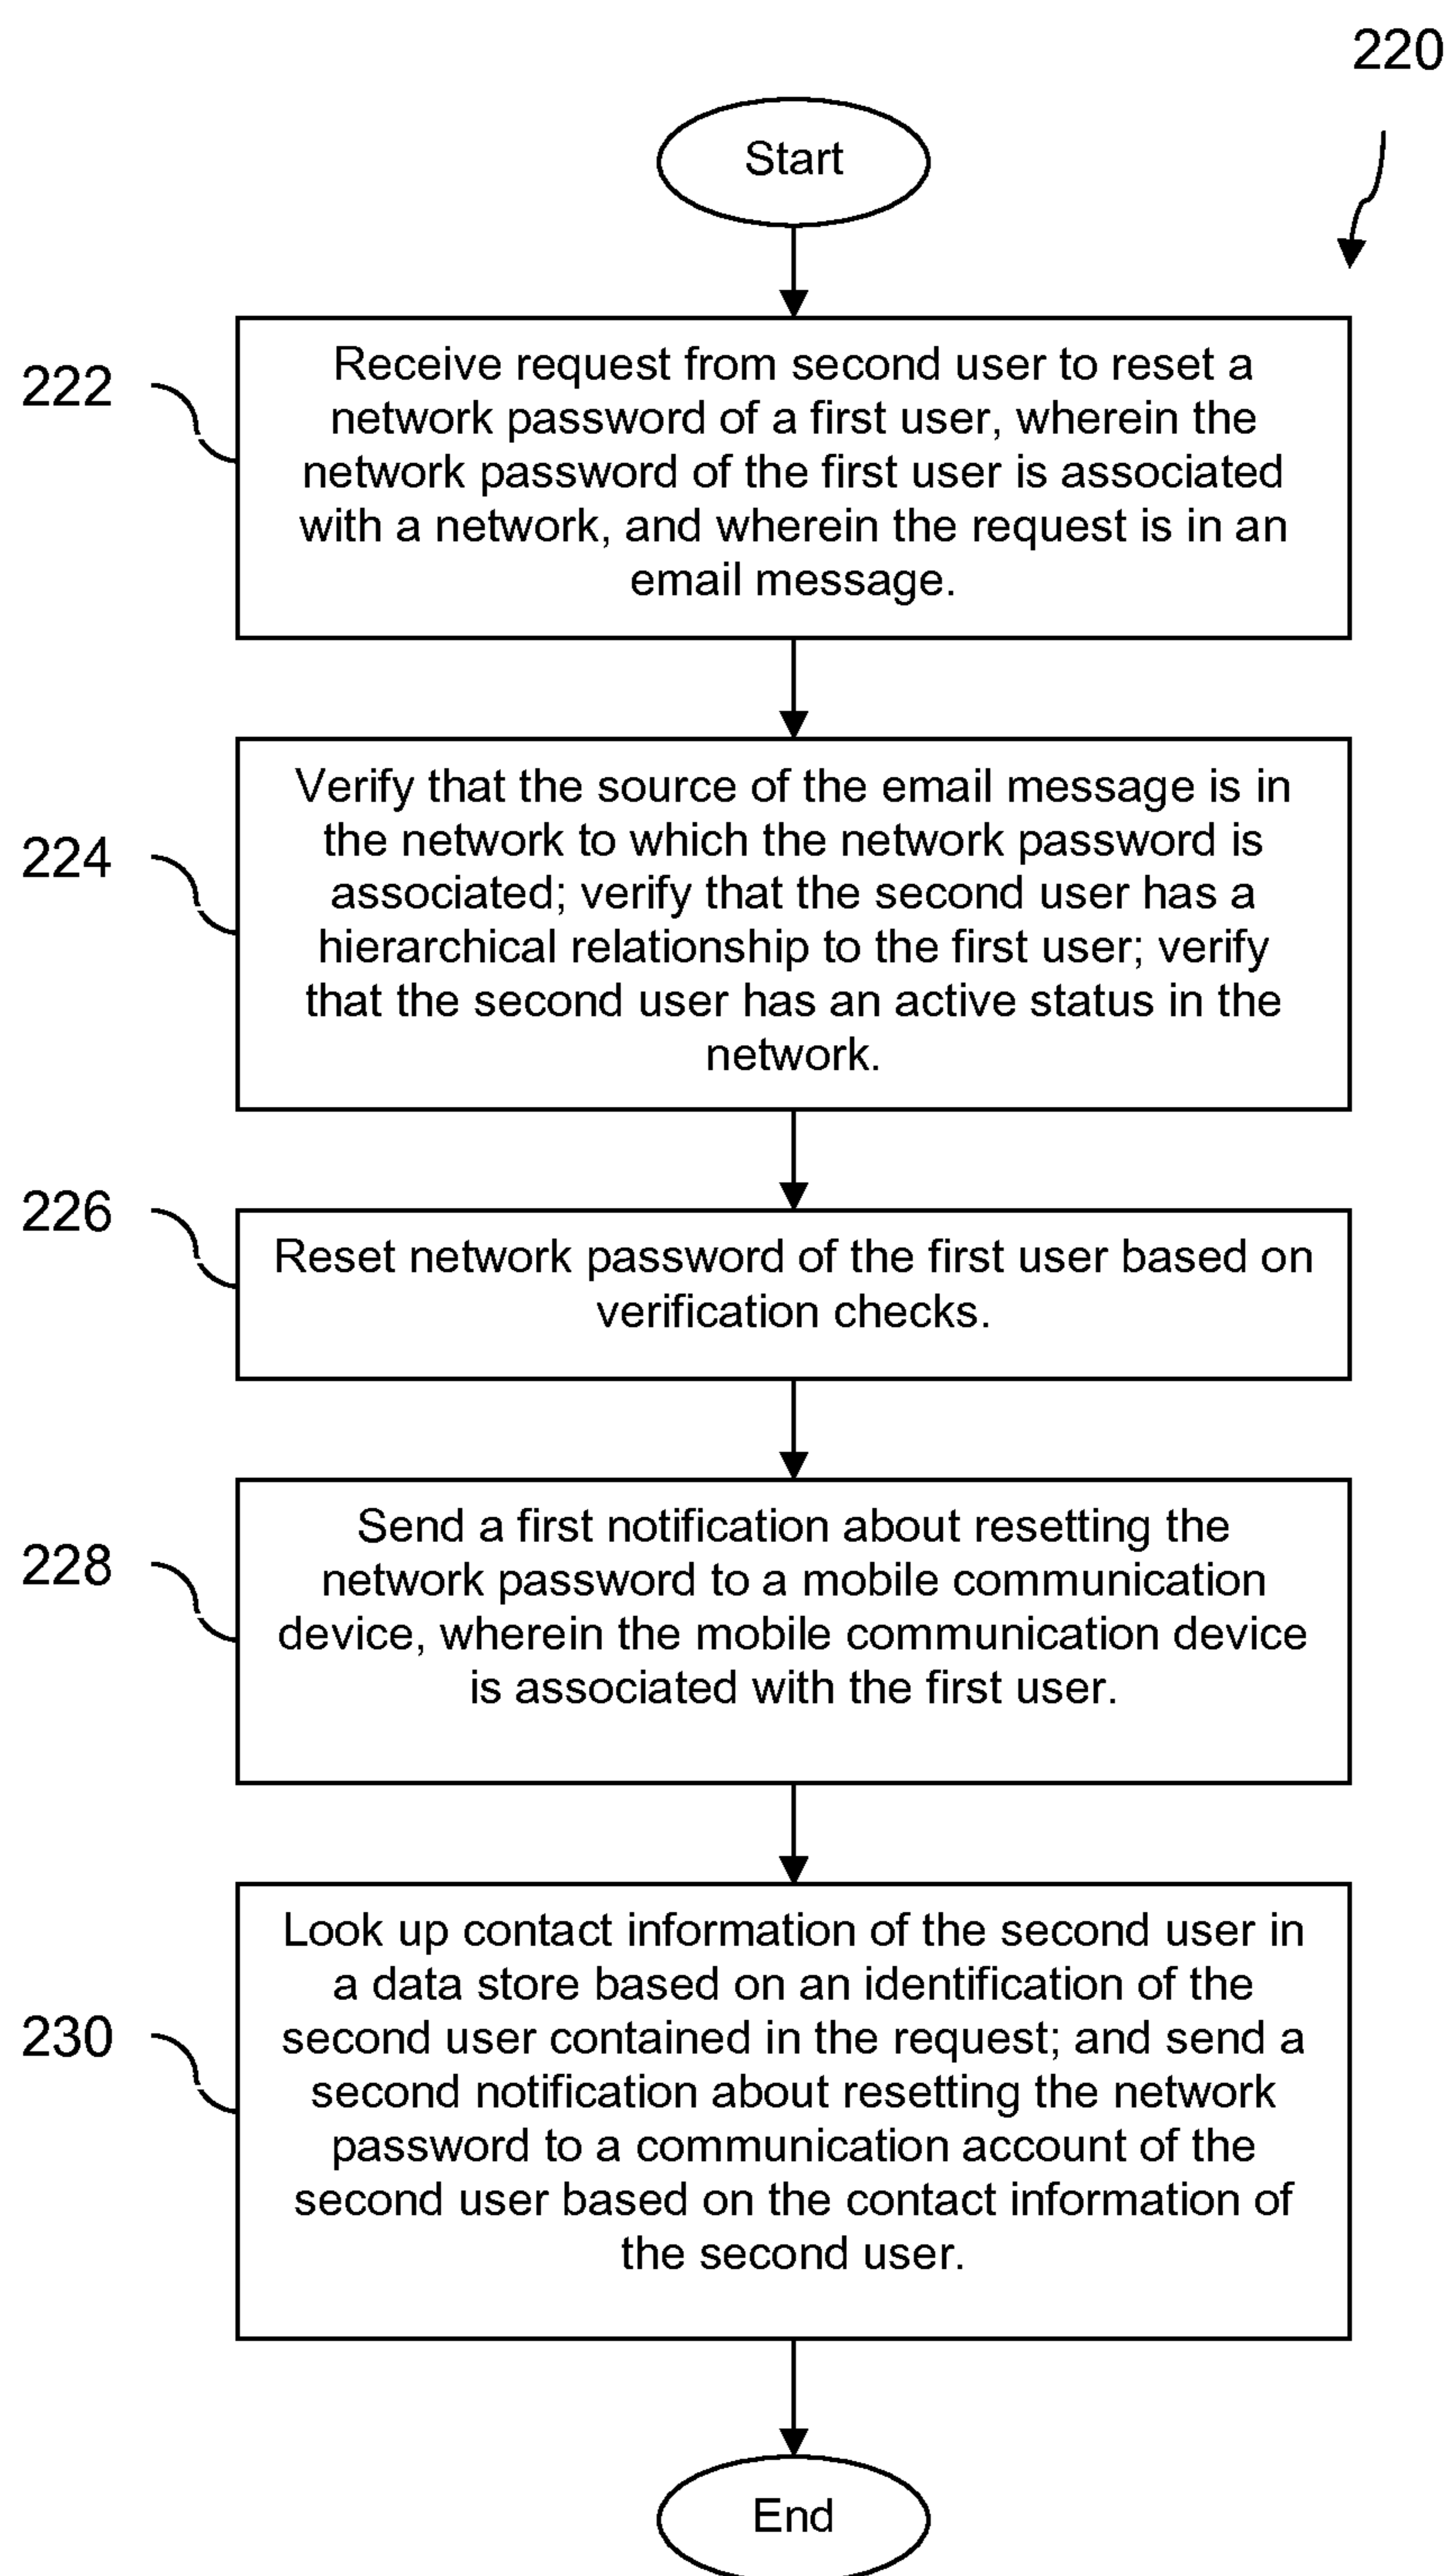 220
Start
222
Receive request from second user to reset a
network password of a first user, wherein the
network password of the first user is associated
with a network, and wherein the request is in an
email message.
224
Verify that the source of the email message is in
the network to which the network password is
associated; verify that the second user has a
hierarchical relationship to the first user; verify
that the second user has an active status in the
network.
226
Reset network password of the first user based on
verification checks.
228
Send a first notification about resetting the
network password to a mobile communication
device, wherein the mobile communication device
is associated with the first user.
230
Look up contact information of the second user in
a data store based on an identification of the
second user contained in the request; and send a
second notification about resetting the network
password to a communication account of the
second user based on the contact information of
the second user.
End